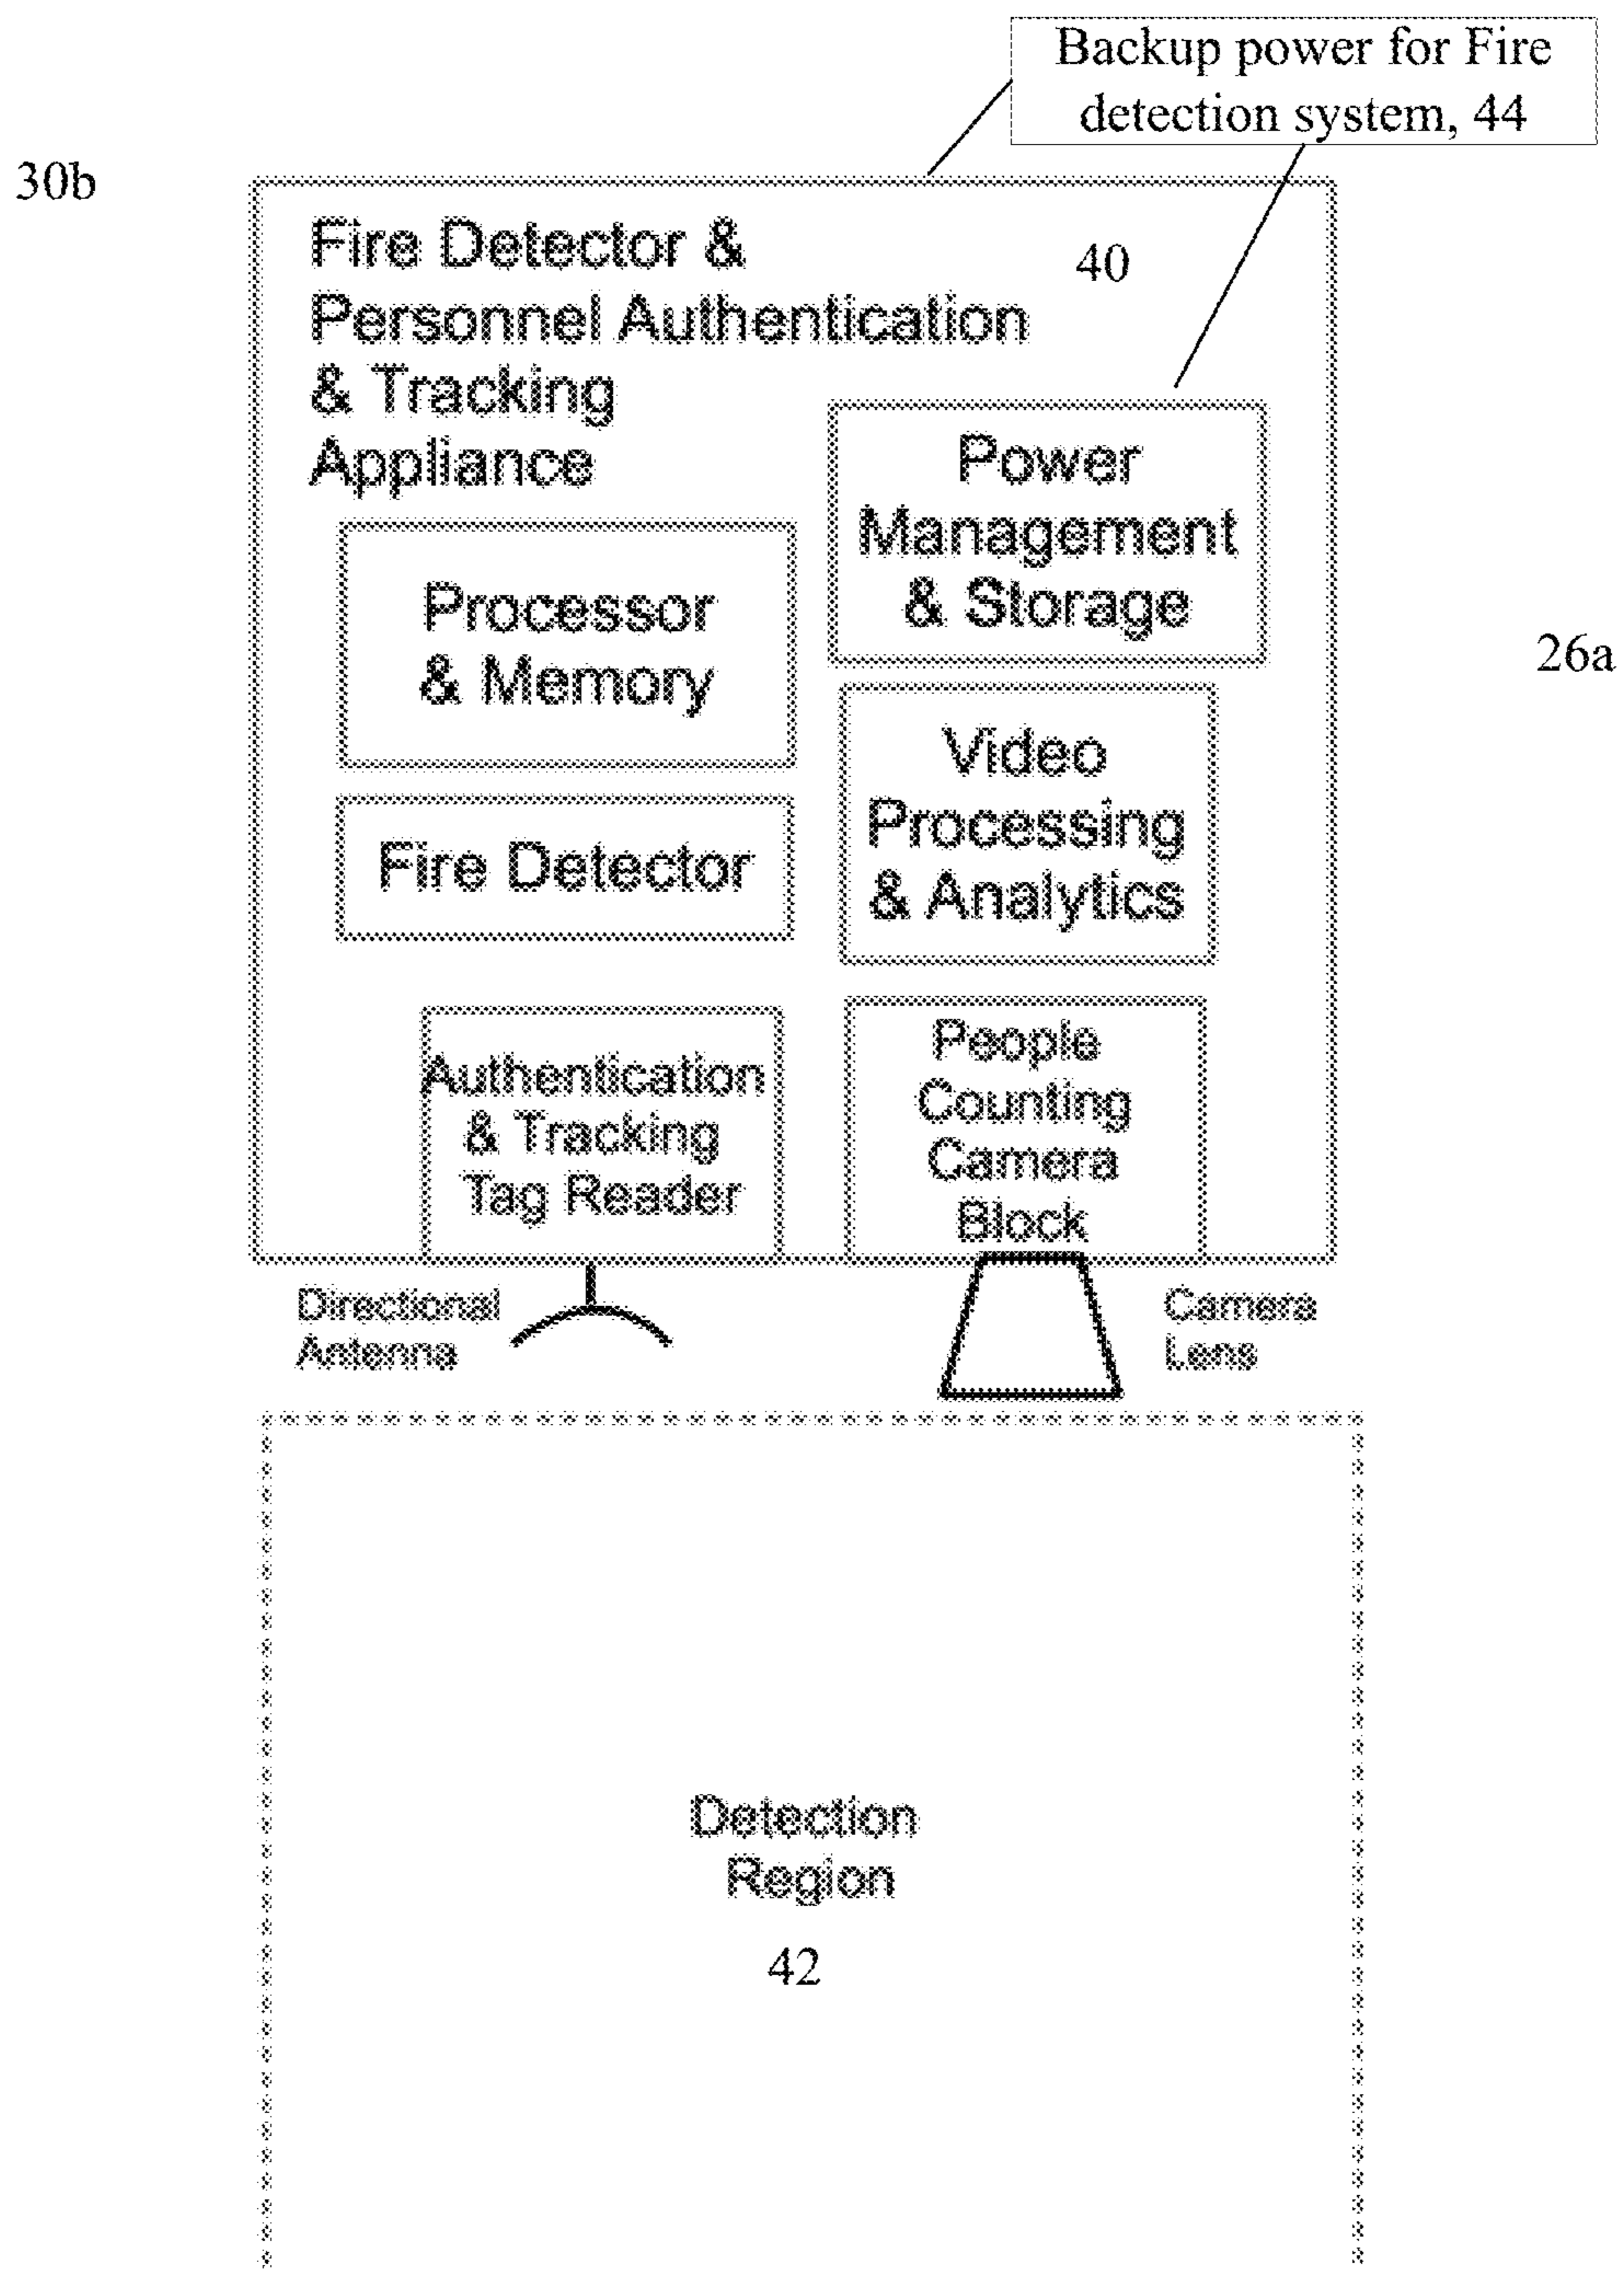 Backup power for Fire
detection system, 44
30b
Fire Detector &
Personnel Authentication
& Tracking
Appliance
40
Power
Management
& Storage
Processor
& Memory
26a
Video
Processing
& Analytics
Fire Detector
Authentication
& Tracking
Tag Reader
People
Counting
Camera
Block
Directional
Antenna
Camera
Lens
Detection
Region
42